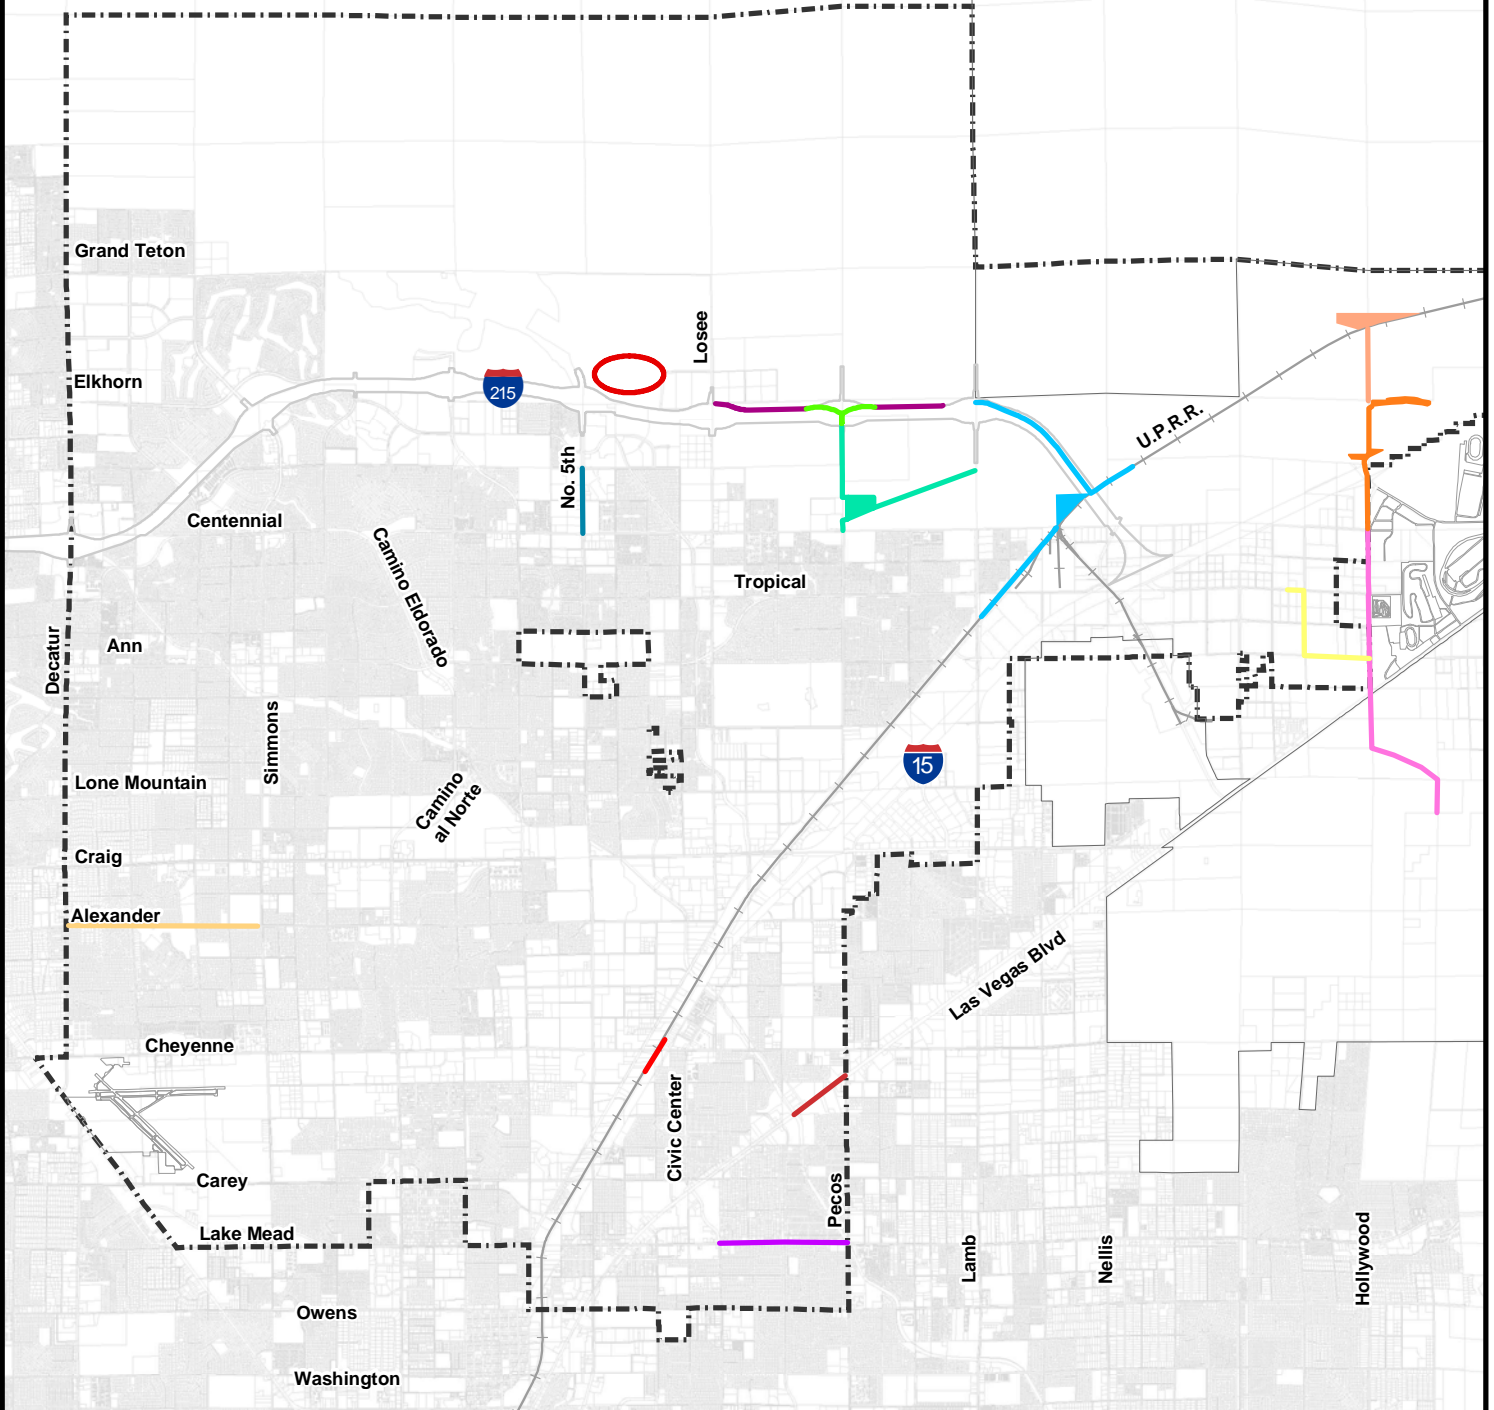 Grand Teton
Losee
Elkhorn
215
U.P.R.R.
No. 5th
Centennial
Camino Eldorado
Tropical
Ann
Decatur
Simmons
15
Lone Mountain
Camino
al Norte
Craig
Alexander
Las Vegas Blvd
Cheyenne
Civic Center
Carey
Pecos
Lake Mead
Lamb
Nellis
Hollywood
Owens
Washington